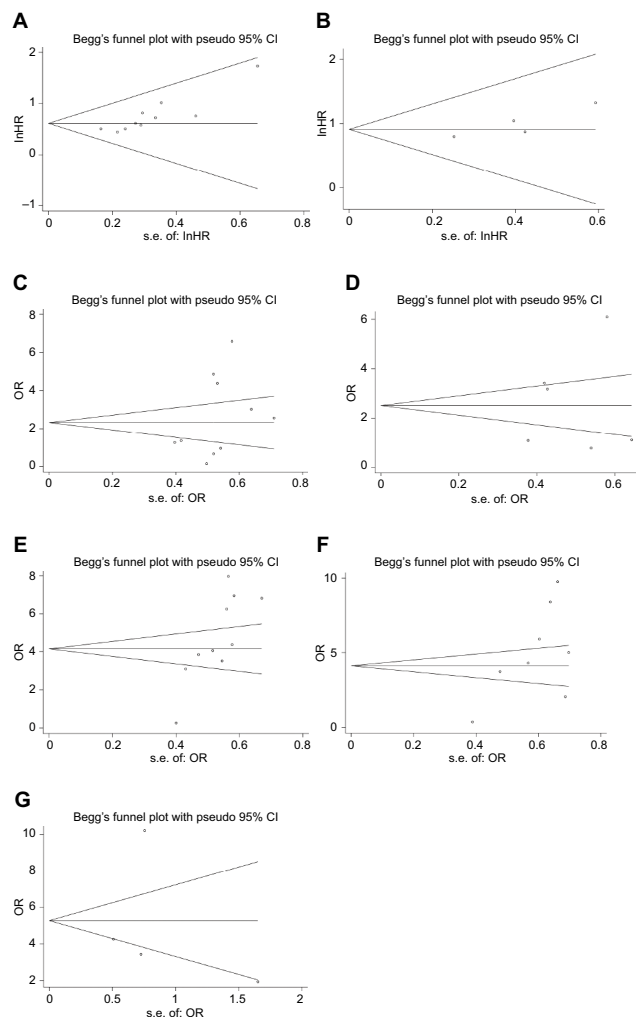 A
Begg's funnel plot with pseudo 95% CI
2
1
0
–1
lnHR
0 0.2 0.4 0.6 0.8
s.e. of: lnHR
B
Begg's funnel plot with pseudo 95% CI
2
1
0
lnHR
0 0.2 0.4 0.6
s.e. of: lnHR
C
Begg's funnel plot with pseudo 95% CI
8
6
4
2
0
OR
0 0.2 0.4 0.6 0.8
s.e. of: OR
D
Begg's funnel plot with pseudo 95% CI
6
4
2
0
OR
0 0.2 0.4 0.6
s.e. of: OR
E
Begg's funnel plot with pseudo 95% CI
8
6
4
2
0
OR
0 0.2 0.4 0.6 0.8
s.e. of: OR
F
Begg's funnel plot with pseudo 95% CI
10
5
0
OR
0 0.2 0.4 0.6 0.8
s.e. of: OR
G
Begg's funnel plot with pseudo 95% CI
10
8
6
4
2
OR
0 0.5 1 1.5 2
s.e. of: OR